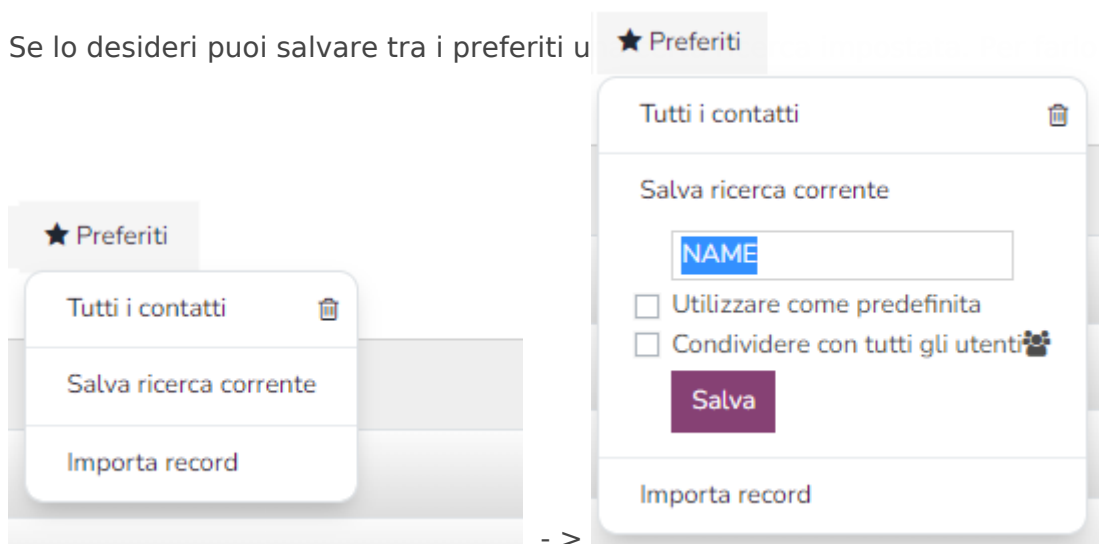 Se lo desideri puoi salvare tra i preferiti u
Preferiti
Tutti i contatti
Salva ricerca corrente
Importa record
- >
Preferiti
Tutti i contatti
Salva ricerca corrente
NAME
Utilizzare come predefinita
Condividere con tutti gli utenti
Salva
Importa record